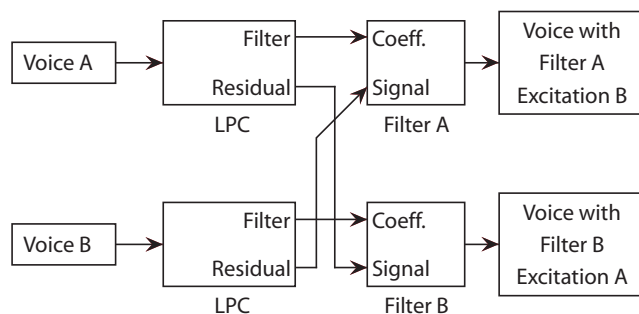 Voice A
Filter
Residual
LPC
Coeff.
Signal
Filter A
Voice with
Filter A
Excitation B
Voice B
Filter
Residual
LPC
Coeff.
Signal
Filter B
Voice with
Filter B
Excitation A